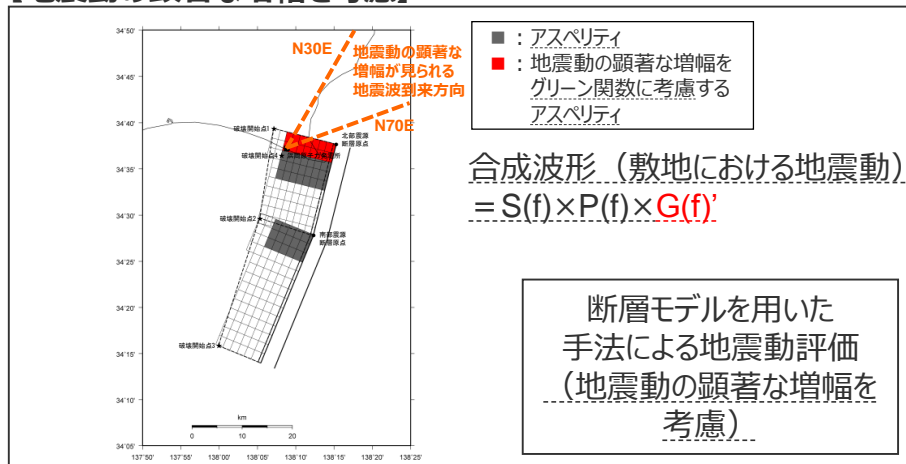 【地震動の顕著な増幅を考慮】
34˚50'
34˚45'
34˚40'
34˚35'
34˚30'
34˚25'
34˚20'
34˚15'
34˚10'
34˚05'
137˚50' 137˚55' 138˚00' 138˚05' 138˚10' 138˚15' 138˚20' 138˚25'
N30E
地震動の顕著な
増幅が見られる
地震波到来方向
N70E
破壊開始点1
北部震源
断層原点
破壊開始点4
破壊開始点2
南部震源
断層原点
破壊開始点3
km
0 10 20
■:アスペリティ
■:地震動の顕著な増幅を
グリーン関数に考慮する
アスペリティ
合成波形(敷地における地震動)
=S(f)×P(f)×G(f)’
断層モデルを用いた
手法による地震動評価
(地震動の顕著な増幅を
考慮)